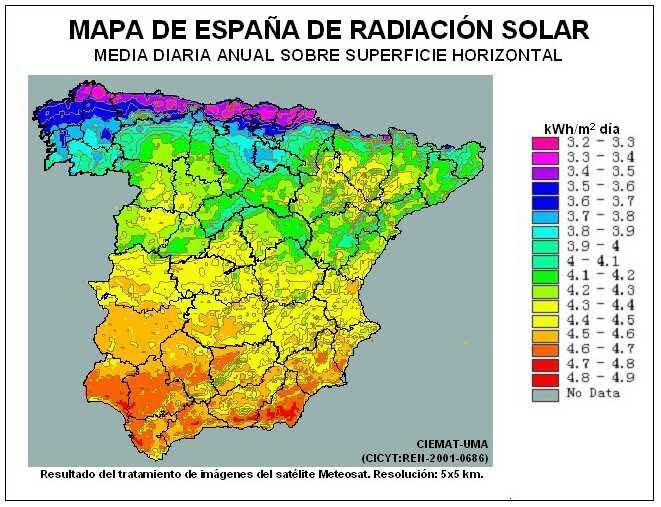 MAPA DE ESPAÑA DE RADIACIÓN SOLAR
MEDIA DIARIA ANUAL SOBRE SUPERFICIE HORIZONTAL
kWh/m² día
3.2 - 3.3
3.3 - 3.4
3.4 - 3.5
3.5 - 3.6
3.6 - 3.7
3.7 - 3.8
3.8 - 3.9
3.9 - 4
4 - 4.1
4.1 - 4.2
4.2 - 4.3
4.3 - 4.4
4.4 - 4.5
4.5 - 4.6
4.6 - 4.7
4.7 - 4.8
4.8 - 4.9
No Data
CIEMAT-UMA
(CICYT:REN-2001-0686)
Resultado del tratamiento de imágenes del satélite Meteosat. Resolución: 5x5 km.